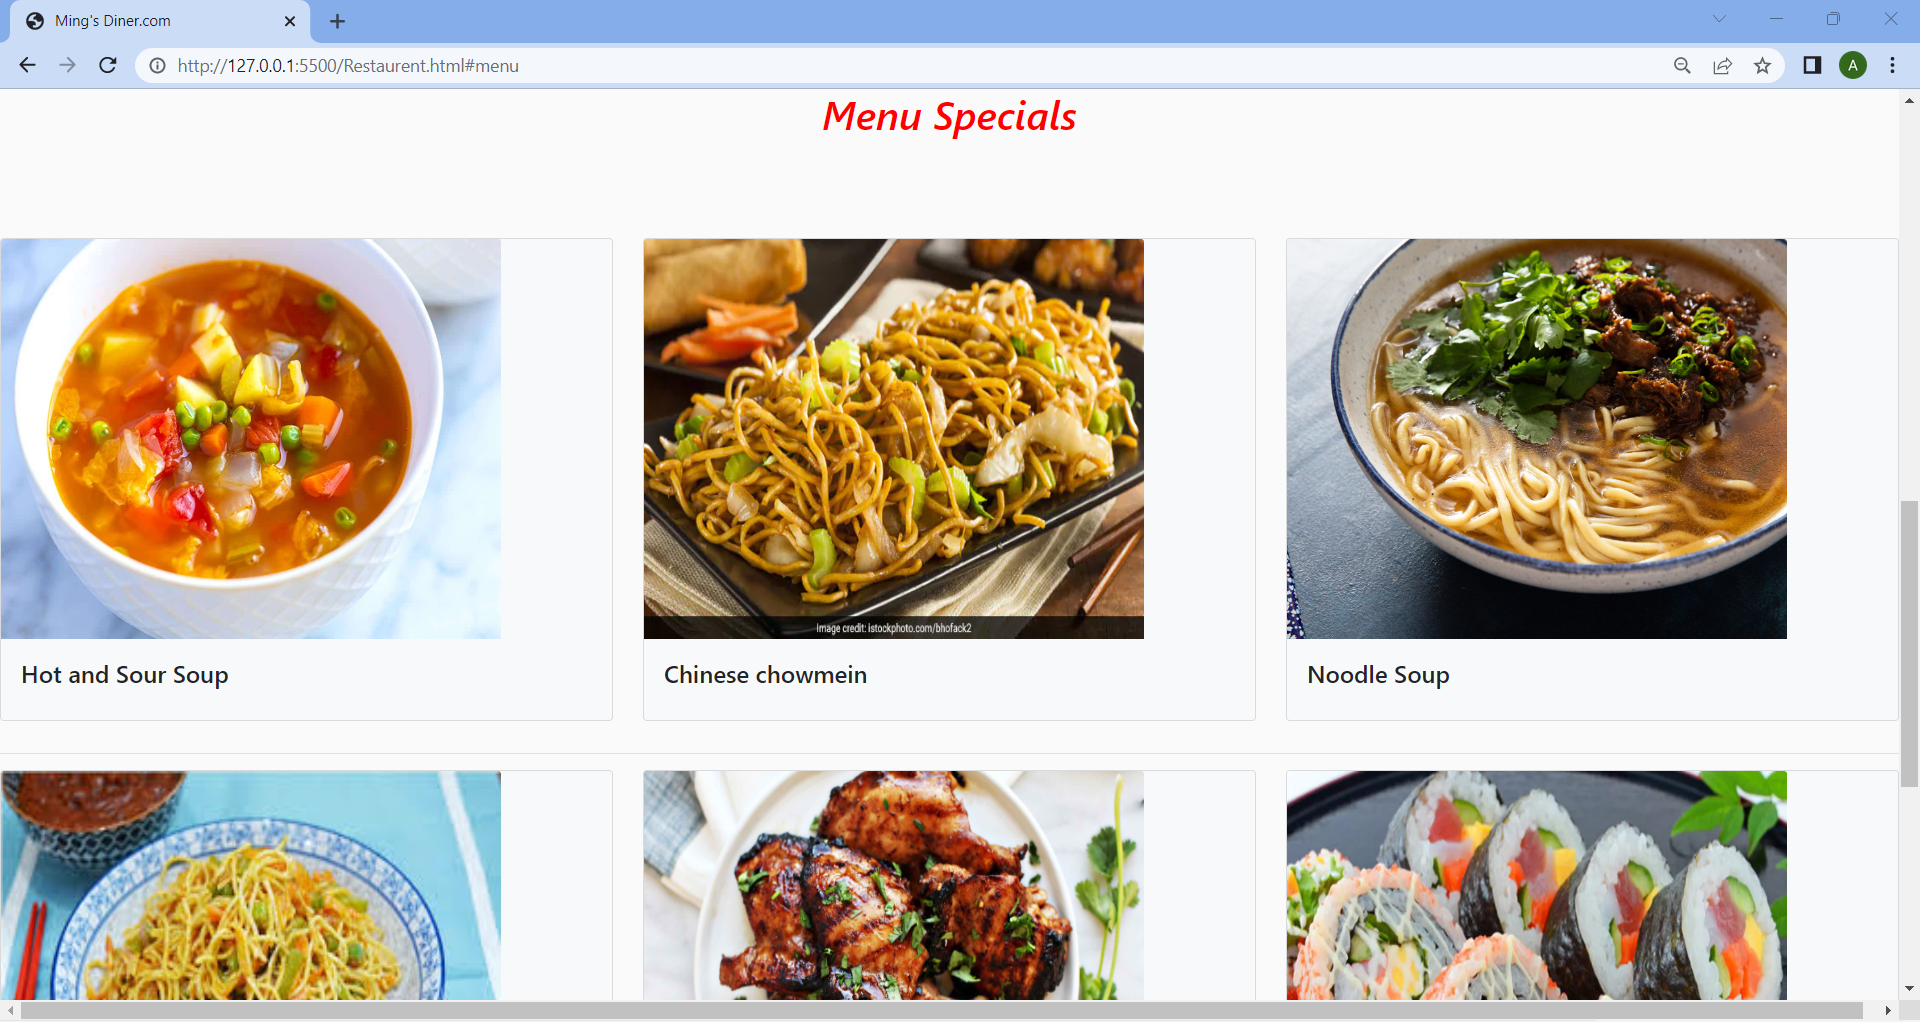 Ming's Diner.com
http://127.0.0.1:5500/Restaurent.html#menu
A
Menu Specials
Image credit: istockphoto.com/bhofack2
Hot and Sour Soup
Chinese chowmein
Noodle Soup